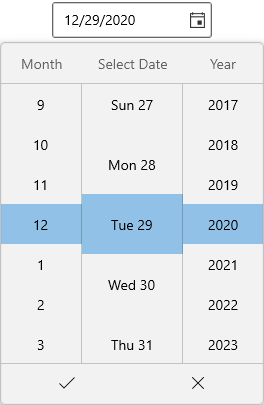 12/29/2020
Month Select Date Year
9 Sun 27 2017
10 Mon 28 2018
11 Tue 29 2019
12 Wed 30 2020
1 Thu 31 2021
2 2022
3 2023